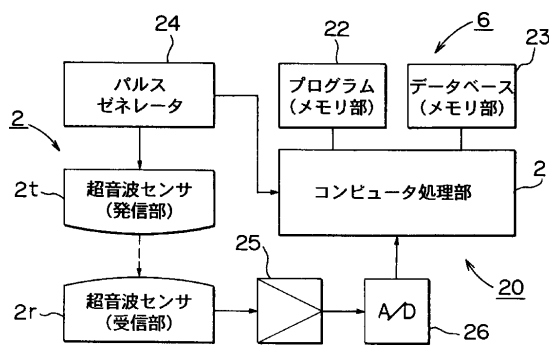 24
22
6
23
パルス
ゼネレータ
プログラム
(メモリ部)
データベース
(メモリ部)
2
2t
超音波センサ
(発信部)
コンピュータ処理部
2
25
2r
超音波センサ
(受信部)
A/D
20
26